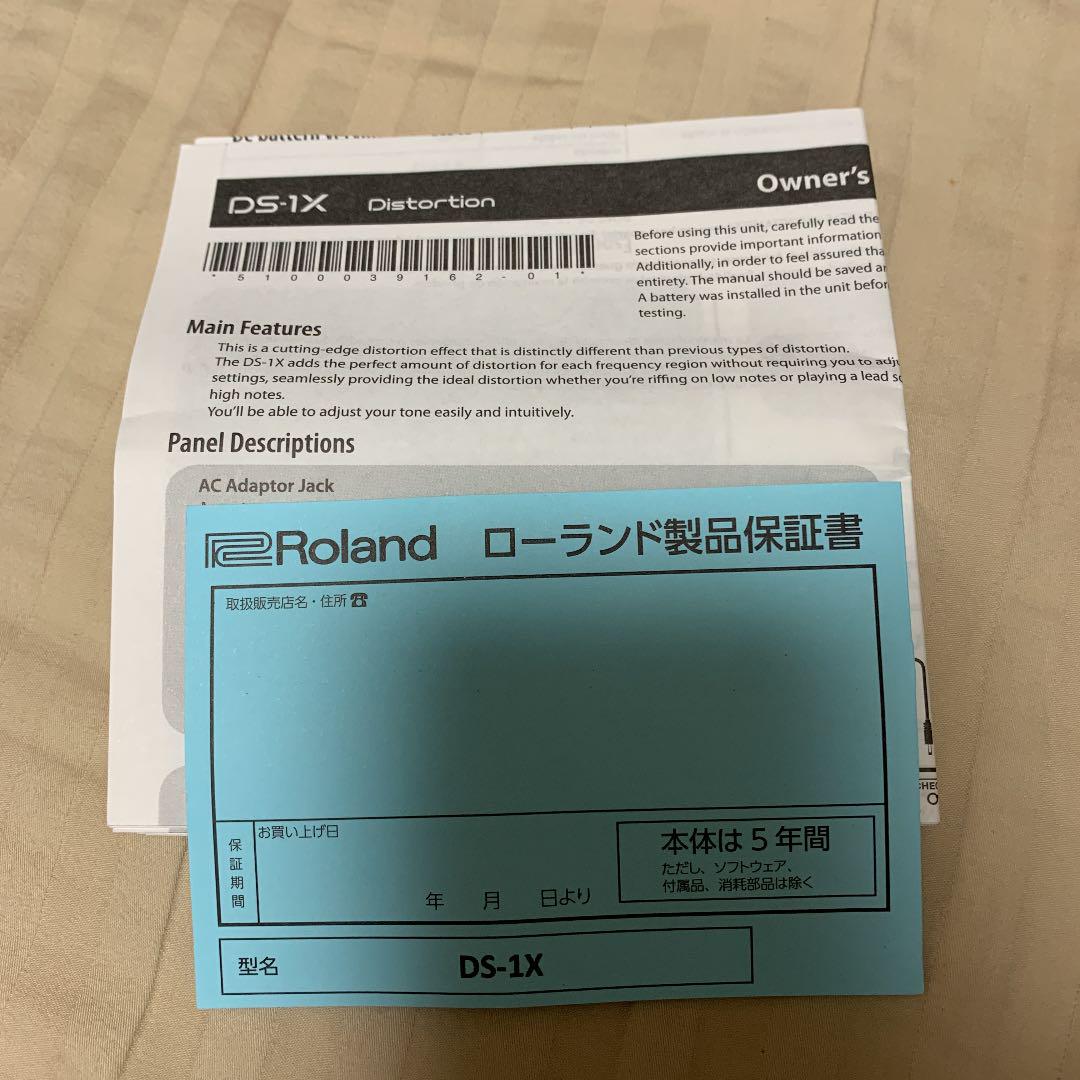 DS-1X Distortion
Owner's
*5100039162-01*
Before using this unit, carefully read the
sections provide important information
Additionally, in order to feel assured tha
entirety. The manual should be saved an
A battery was installed in the unit befor
testing.
Main Features
This is a cutting-edge distortion effect that is distinctly different than previous types of distortion.
The DS-1X adds the perfect amount of distortion for each frequency region without requiring you to adju
settings, seamlessly providing the ideal distortion whether you're riffing on low notes or playing a lead so
high notes.
You'll be able to adjust your tone easily and intuitively.
Panel Descriptions
AC Adaptor Jack
Roland ローランド製品保証書
取扱販売店名・住所☎
保証期間
お買い上げ日
年 月 日より
本体は5年間
ただし、ソフトウェア、
付属品、消耗部品は除く
型名 DS-1X